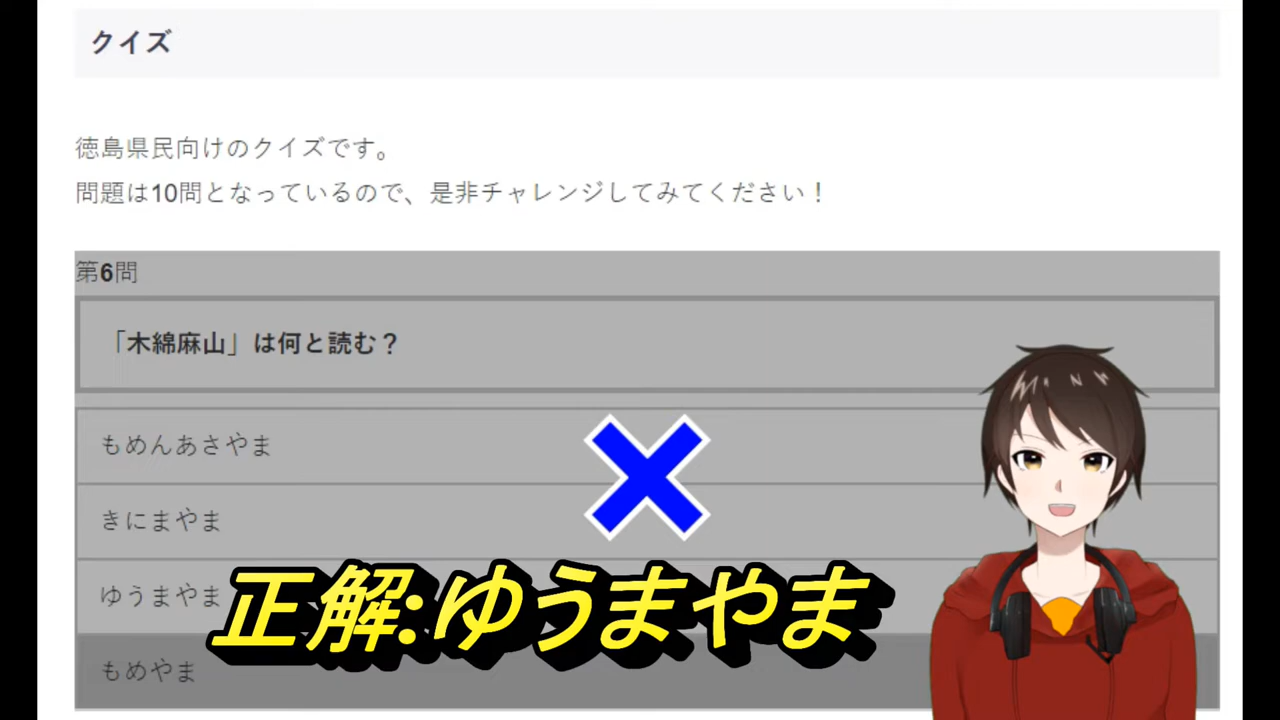 クイズ
徳島県民向けのクイズです。
問題は10問となっているので、是非チャレンジしてみてください！
第6問
「木綿麻山」は何と読む？
もめんあさやま
きにまやま
ゆうまやま
正解:ゆうまやま
もめやま